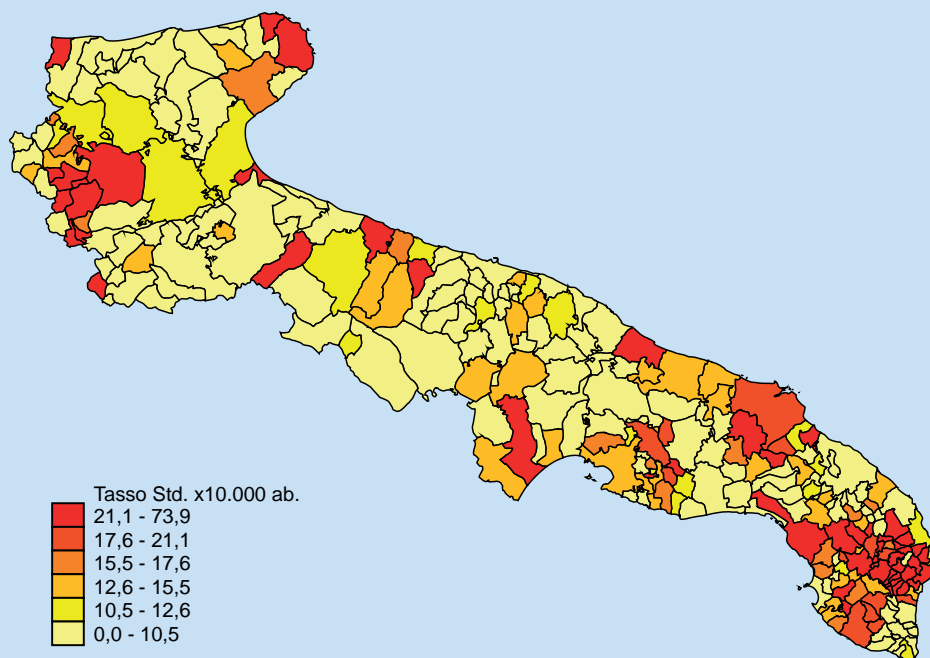 Tasso Std. x10.000 ab.
21,1 - 73,9
17,6 - 21,1
15,5 - 17,6
12,6 - 15,5
10,5 - 12,6
0,0 - 10,5